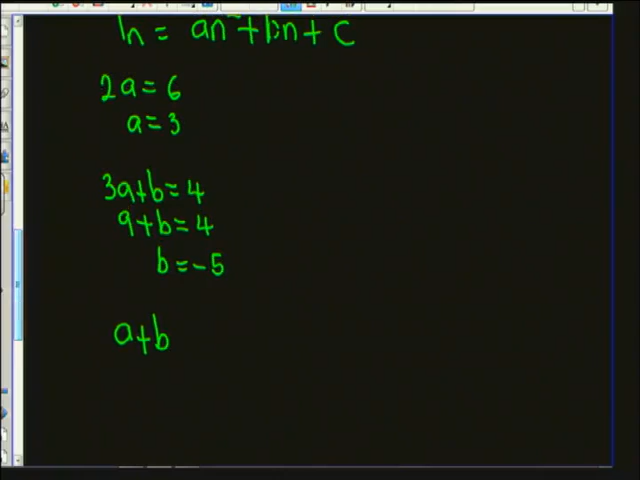 Tn = an²+bn+ c
2a = 6
a = 3
3a+b = 4
9+b = 4
b = -5
a+b